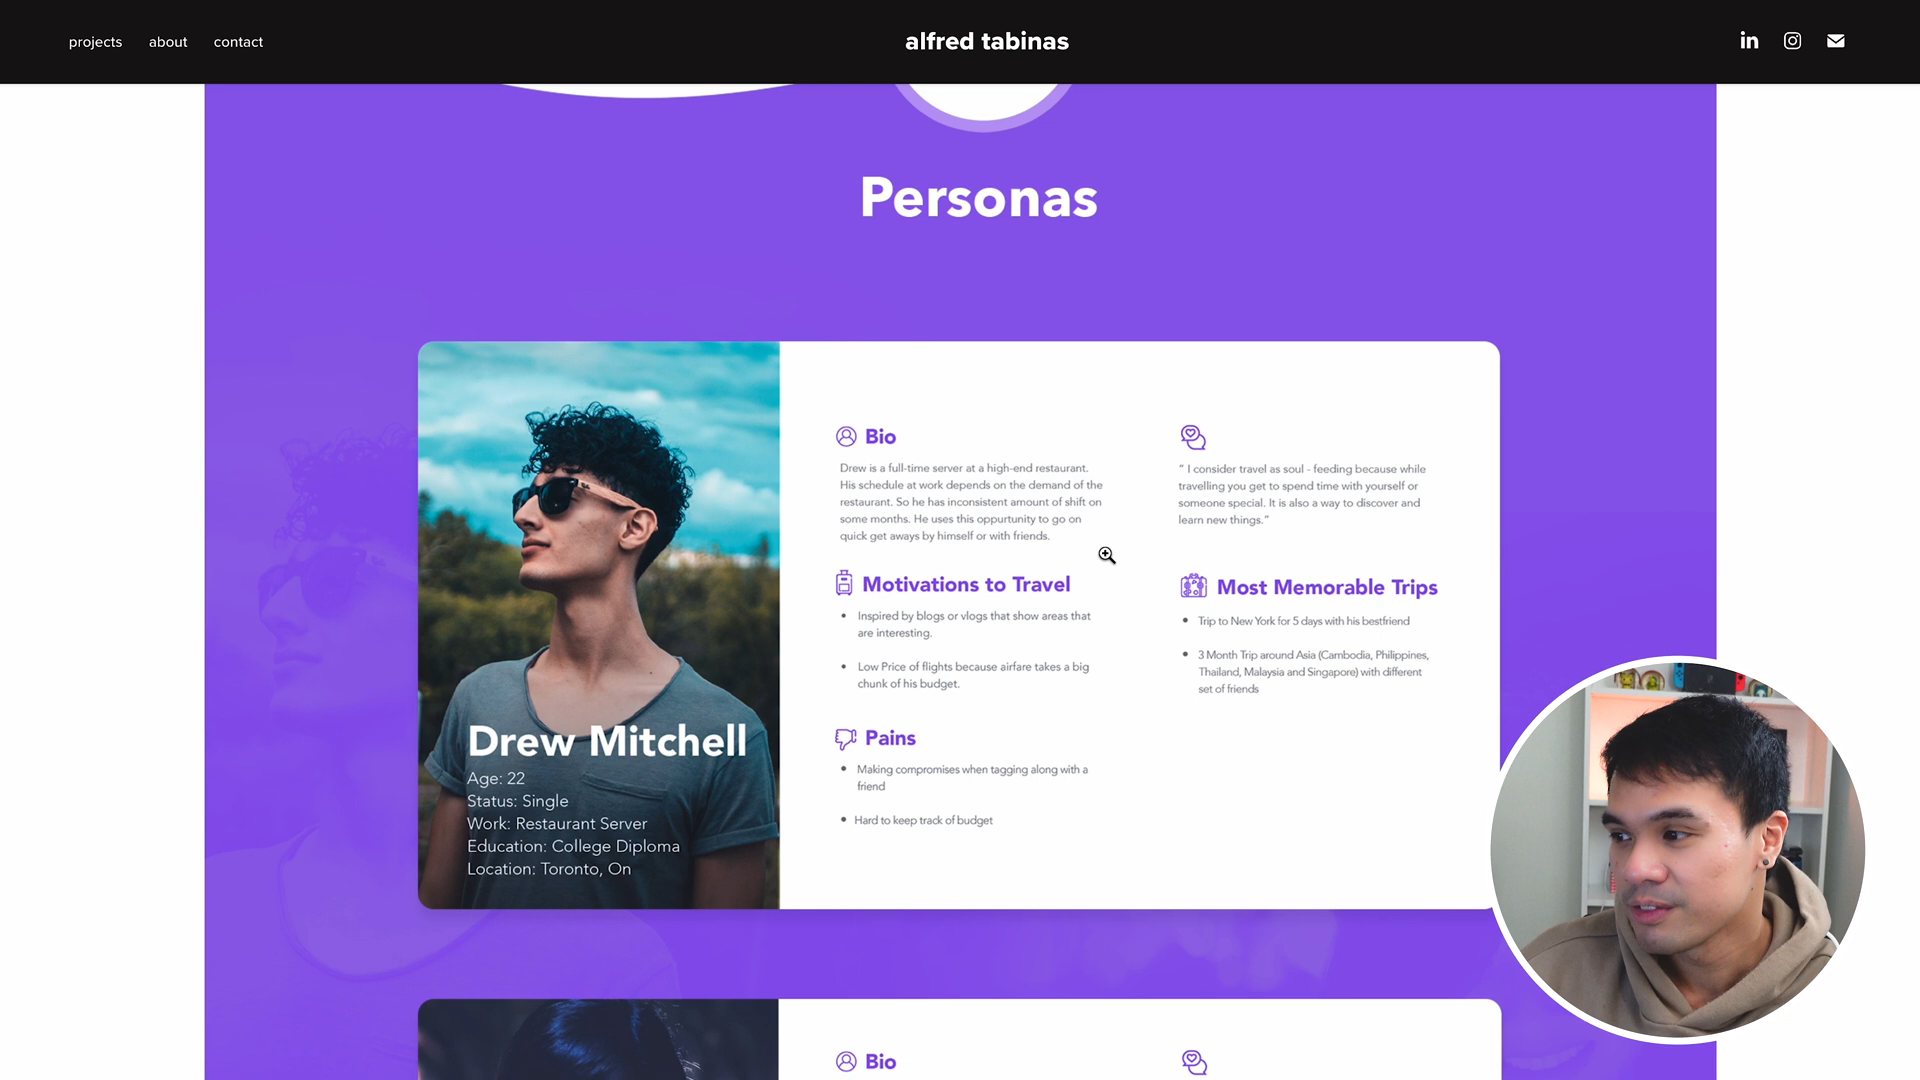 projects about contact
alfred tabinas
in
Personas
Bio
Drew is a full-time server at a high-end restaurant.
His schedule at work depends on the demand of the
restaurant. So he has inconsistent amount of shift on
some months. He uses this oppurtunity to go on
quick get aways by himself or with friends.
“ I consider travel as soul - feeding because while
travelling you get to spend time with yourself or
someone special. It is also a way to discover and
learn new things.”
Motivations to Travel
• Inspired by blogs or vlogs that show areas that
are interesting.
• Low Price of flights because airfare takes a big
chunk of his budget.
Most Memorable Trips
• Trip to New York for 5 days with his bestfriend
• 3 Month Trip around Asia (Cambodia, Philippines,
Thailand, Malaysia and Singapore) with different
set of friends
Pains
• Making compromises when tagging along with a
friend
• Hard to keep track of budget
Drew Mitchell
Age: 22
Status: Single
Work: Restaurant Server
Education: College Diploma
Location: Toronto, On
Bio